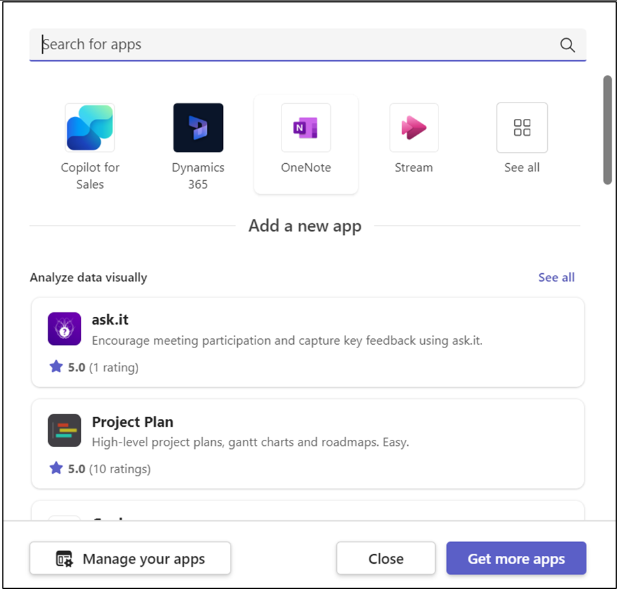 Search for apps
Copilot for
Sales
Dynamics
365
N
OneNote
Stream
See all
Add a new app
Analyze data visually
See all
ask.it
Encourage meeting participation and capture key feedback using ask.it.
5.0 (1 rating)
Project Plan
High-level project plans, gantt charts and roadmaps. Easy.
5.0 (10 ratings)
Manage your apps
Close
Get more apps